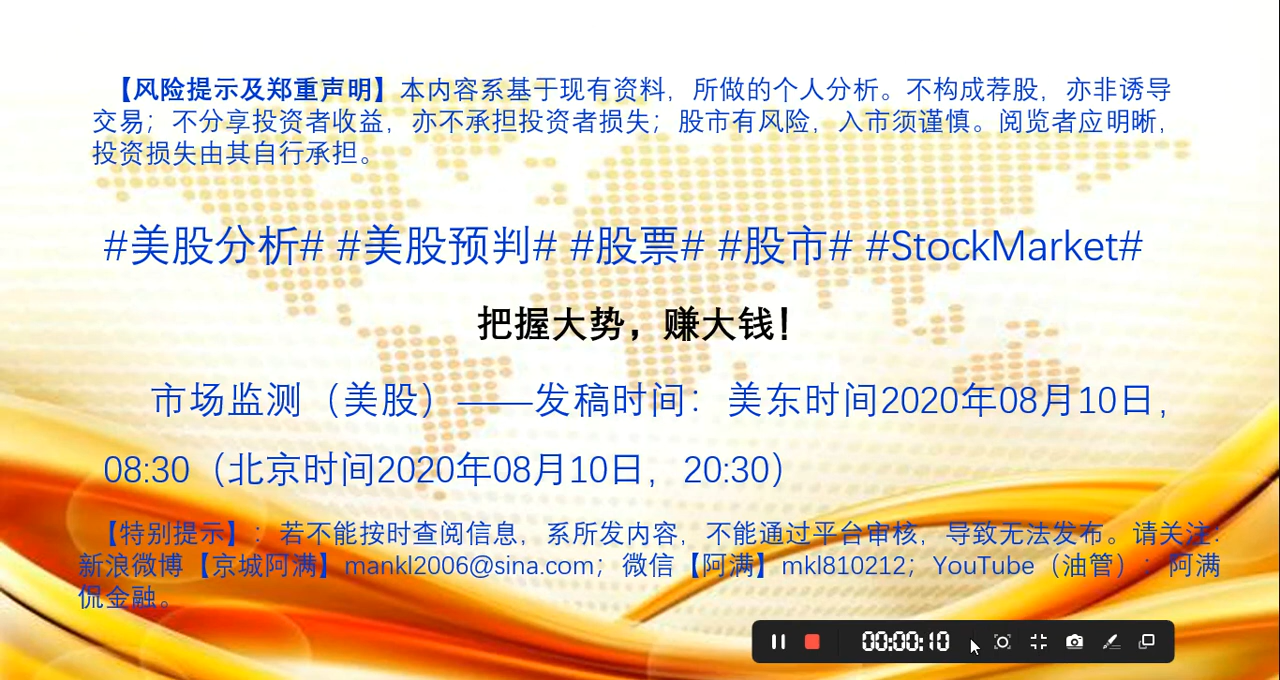 【风险提示及郑重声明】本内容系基于现有资料，所做的个人分析。不构成荐股，亦非诱导
交易；不分享投资者收益，亦不承担投资者损失；股市有风险，入市须谨慎。阅览者应明晰，
投资损失由其自行承担。
#美股分析# #美股预判# #股票# #股市# #StockMarket#
把握大势，赚大钱！
市场监测（美股）——发稿时间：美东时间2020年08月10日，
08:30（北京时间2020年08月10日，20:30）
【特别提示】：若不能按时查阅信息，系所发内容，不能通过平台审核，导致无法发布。请关注：
新浪微博【京城阿满】mankl2006@sina.com；微信【阿满】mkl810212；YouTube（油管）：阿满
侃金融。
00:00:10